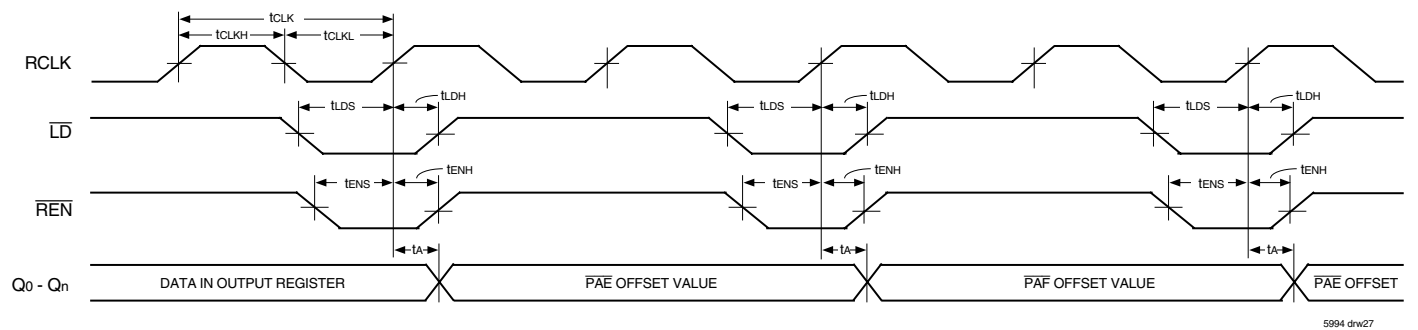 tCLK
tCLKH
tCLKL
RCLK
tLDS
tLDH
tLDS
tLDH
tLDS
tLDH
LD
tENS
tENH
tENS
tENH
tENS
tENH
REN
tA
tA
tA
Q0 - Qn
DATA IN OUTPUT REGISTER
PAE OFFSET VALUE
PAF OFFSET VALUE
PAE OFFSET
5994 drw27